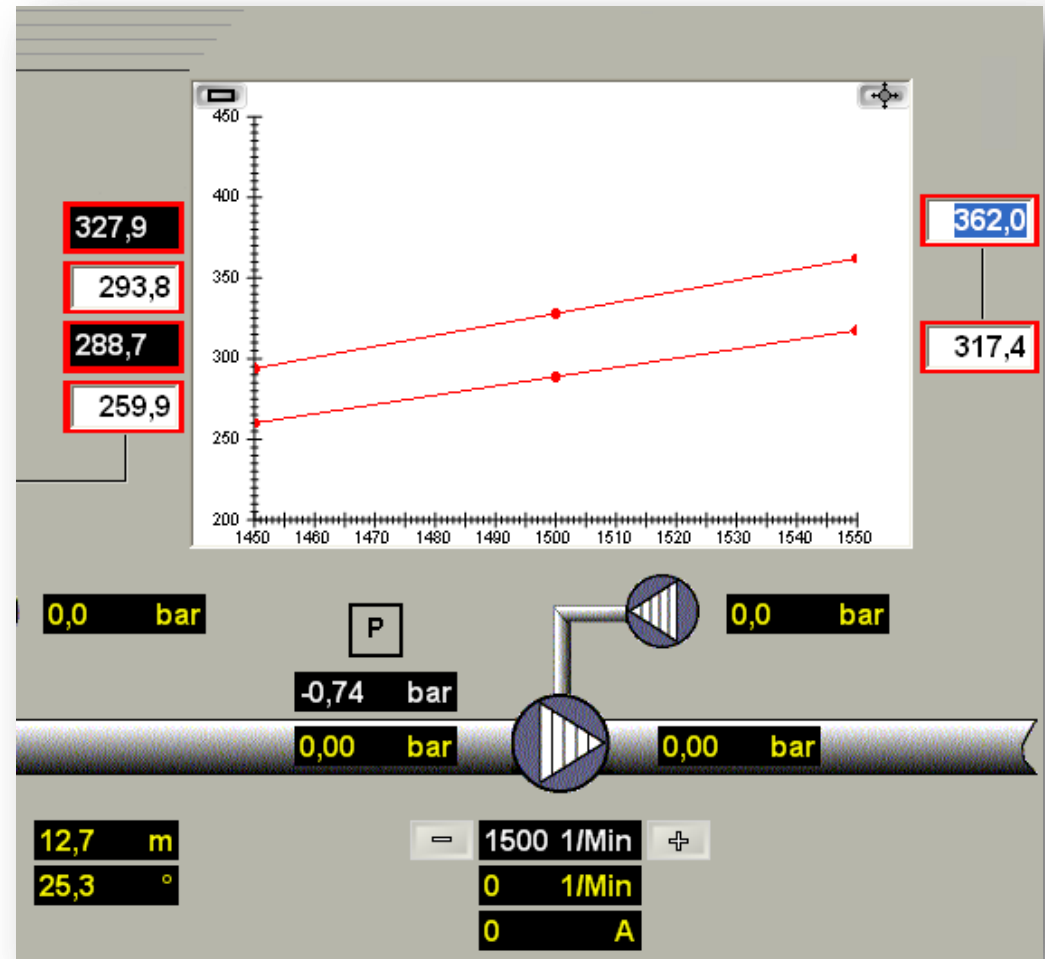 450
400
350
300
250
200
1450 1460 1470 1480 1490 1500 1510 1520 1530 1540 1550
327,9
293,8
288,7
259,9
362,0
317,4
0,0 bar
P
0,0 bar
-0,74 bar
0,00 bar
0,00 bar
12,7 m
25,3 °
1500 1/Min
0 1/Min
0 A